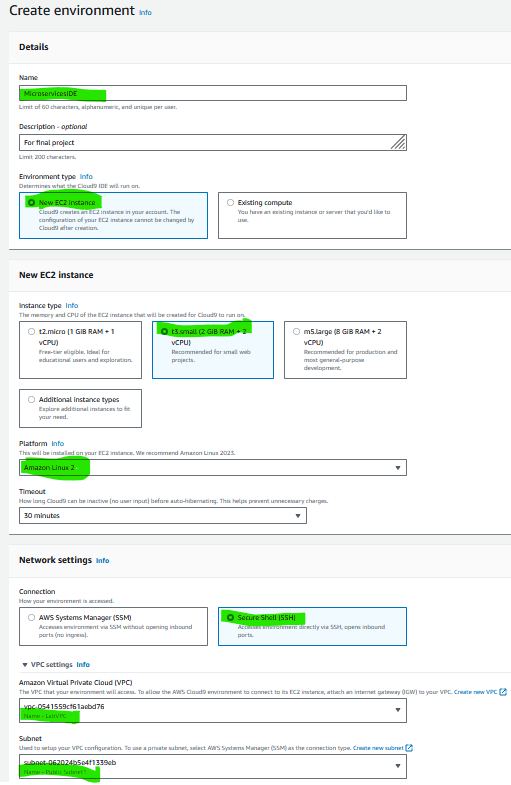 Create environment Info
Details
Name
MicroservicesIDE
Limit of 60 characters, alphanumeric, and unique per user.
Description - optional
For final project
Limit 200 characters.
Environment type Info
Determines what the Cloud9 IDE will run on.
New EC2 instance
Cloud9 creates an EC2 instance in your account. The
configuration of your EC2 instance cannot be changed by
Cloud9 after creation.
Existing compute
You have an existing instance or server that you'd like to
use.
New EC2 instance
Instance type Info
The memory and CPU of the EC2 instance that will be created for Cloud9 to run on.
t2.micro (1 GiB RAM + 1
vCPU)
Free-tier eligible. Ideal for
educational users and exploration.
t3.small (2 GiB RAM + 2
vCPU)
Recommended for small web
projects.
m5.large (8 GiB RAM + 2
vCPU)
Recommended for production and
most general-purpose
development.
Additional instance types
Explore additional instances to fit
your need.
Platform Info
This will be installed on your EC2 instance. We recommend Amazon Linux 2023.
Amazon Linux 2
Timeout
How long Cloud9 can be inactive (no user input) before auto-hibernating. This helps prevent unnecessary charges.
30 minutes
Network settings Info
Connection
How your environment is accessed.
AWS Systems Manager (SSM)
Accesses environment via SSM without opening inbound
ports (no ingress).
Secure Shell (SSH)
Accesses environment directly via SSH, opens inbound
ports.
VPC settings Info
Amazon Virtual Private Cloud (VPC)
The VPC that your environment will access. To allow the AWS Cloud9 environment to connect to its EC2 instance, attach an internet gateway (IGW) to your VPC. Create new VPC
vpc-0541559cf61aebd76
Name - LabVPC
Subnet
Used to setup your VPC configuration. To use a private subnet, select AWS Systems Manager (SSM) as the connection type. Create new subnet
subnet-062024b5e4f1339eb
Name - Public Subnet1